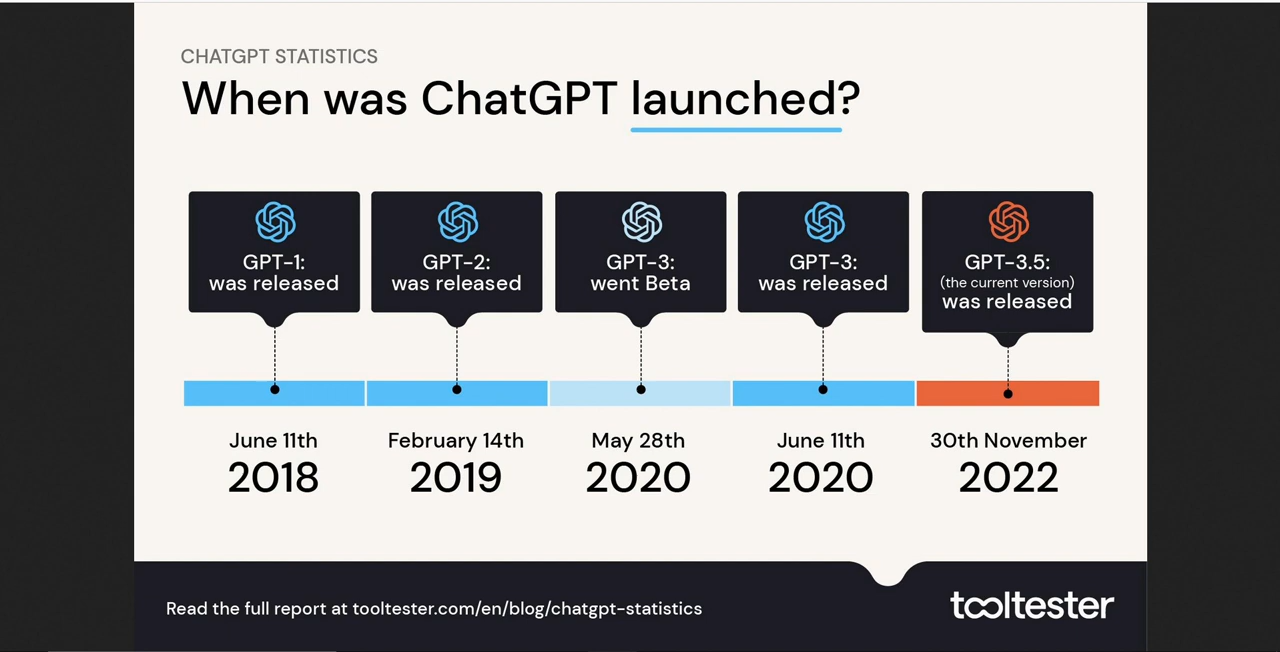 CHATGPT STATISTICS
When was ChatGPT launched?
GPT-1:
was released
GPT-2:
was released
GPT-3:
went Beta
GPT-3:
was released
GPT-3.5:
(the current version)
was released
June 11th
2018
February 14th
2019
May 28th
2020
June 11th
2020
30th November
2022
Read the full report at tooltester.com/en/blog/chatgpt-statistics
tooltester